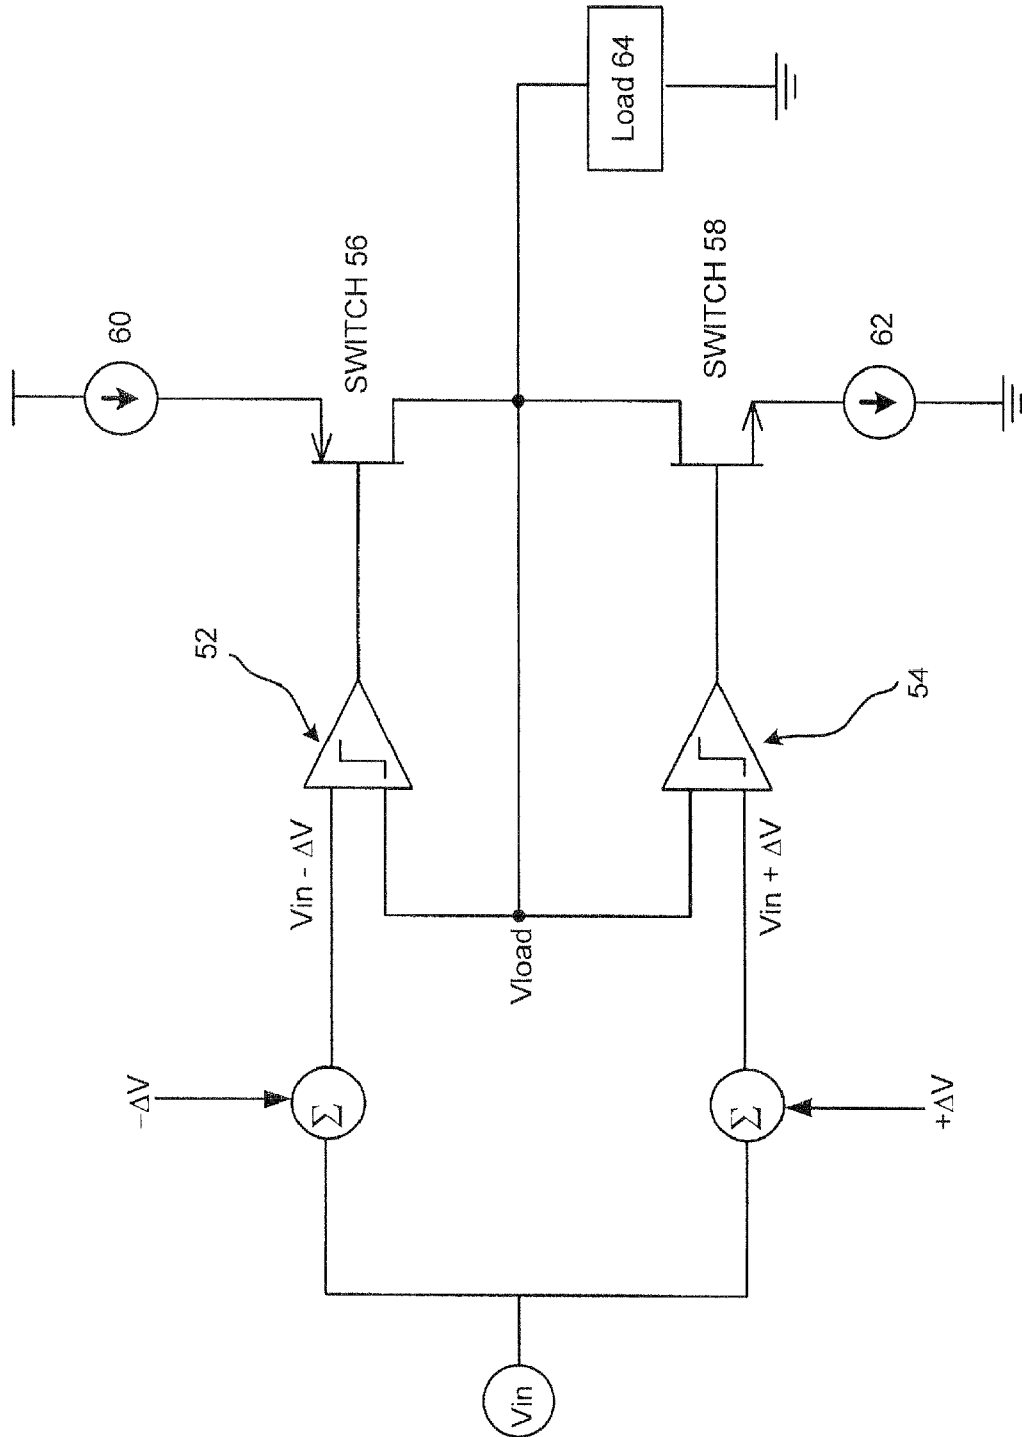 60
SWITCH 56
Load 64
52
Vin - ΔV
−ΔV
Σ
Vin
Vload
SWITCH 58
62
54
Vin + ΔV
Σ
+ΔV